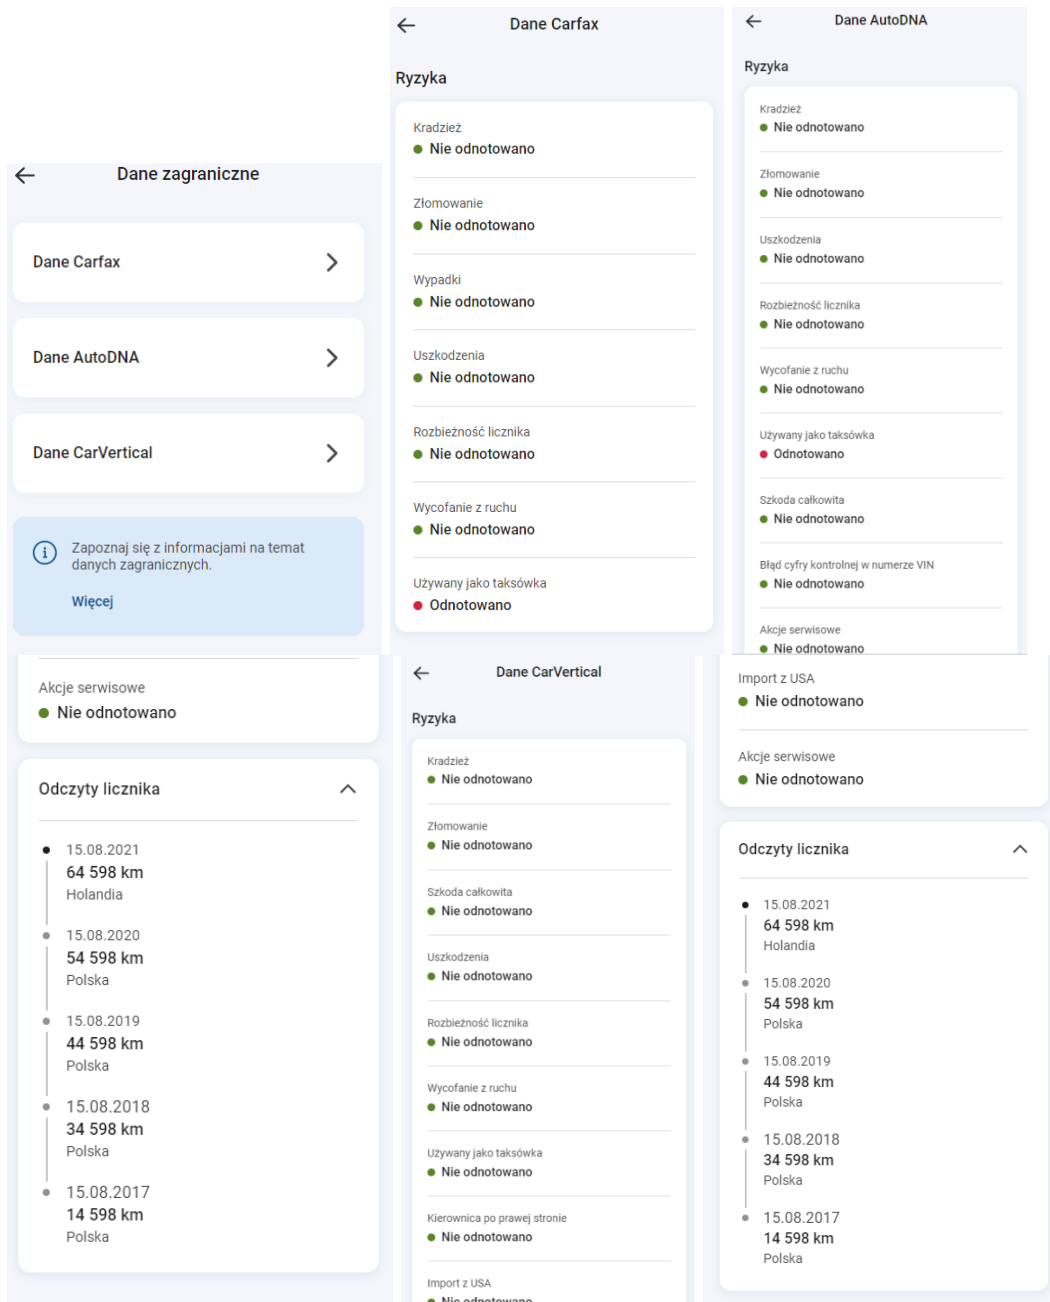 Dane zagraniczne
Dane Carfax
Dane AutoDNA
Dane CarVertical
Zapoznaj się z informacjami na temat
danych zagranicznych.
Więcej
Dane Carfax
Ryzyka
Kradzież
Nie odnotowano
Złomowanie
Nie odnotowano
Wypadki
Nie odnotowano
Uszkodzenia
Nie odnotowano
Rozbieżność licznika
Nie odnotowano
Wycofanie z ruchu
Nie odnotowano
Używany jako taksówka
Odnotowano
Dane AutoDNA
Ryzyka
Kradzież
Nie odnotowano
Złomowanie
Nie odnotowano
Uszkodzenia
Nie odnotowano
Rozbieżność licznika
Nie odnotowano
Wycofanie z ruchu
Nie odnotowano
Używany jako taksówka
Odnotowano
Szkoda całkowita
Nie odnotowano
Błąd cyfry kontrolnej w numerze VIN
Nie odnotowano
Akcje serwisowe
Nie odnotowano
Akcje serwisowe
Nie odnotowano
Odczyty licznika
15.08.2021
64 598 km
Holandia
15.08.2020
54 598 km
Polska
15.08.2019
44 598 km
Polska
15.08.2018
34 598 km
Polska
15.08.2017
14 598 km
Polska
Dane CarVertical
Ryzyka
Kradzież
Nie odnotowano
Złomowanie
Nie odnotowano
Szkoda całkowita
Nie odnotowano
Uszkodzenia
Nie odnotowano
Rozbieżność licznika
Nie odnotowano
Wycofanie z ruchu
Nie odnotowano
Używany jako taksówka
Nie odnotowano
Kierownica po prawej stronie
Nie odnotowano
Import z USA
Nie odnotowano
Import z USA
Nie odnotowano
Akcje serwisowe
Nie odnotowano
Odczyty licznika
15.08.2021
64 598 km
Holandia
15.08.2020
54 598 km
Polska
15.08.2019
44 598 km
Polska
15.08.2018
34 598 km
Polska
15.08.2017
14 598 km
Polska